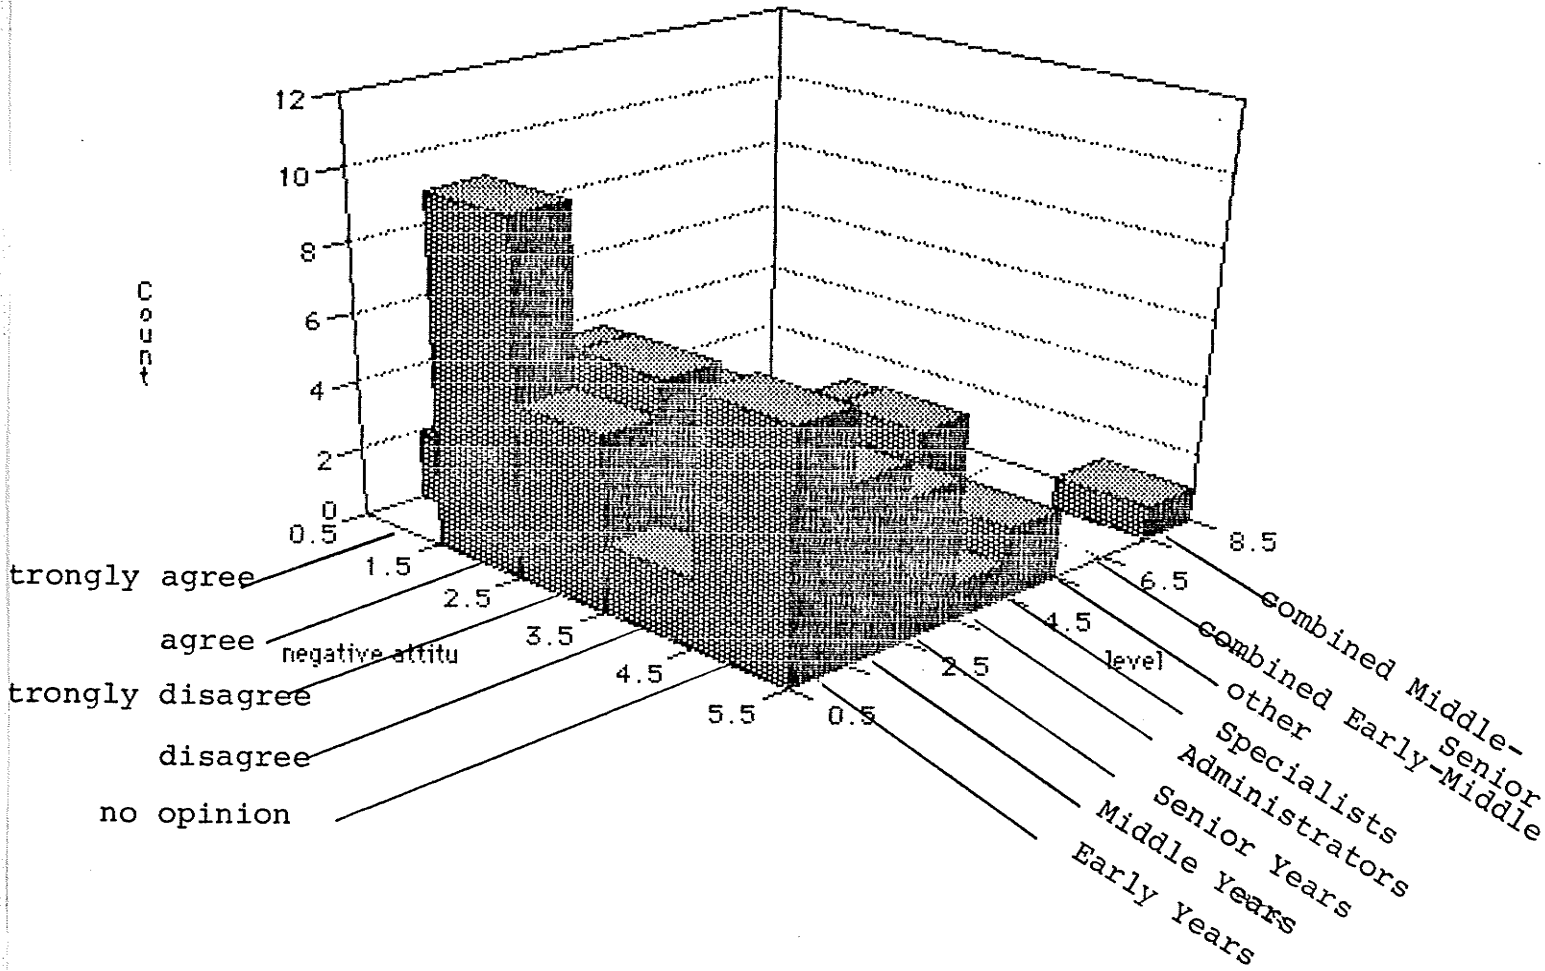 12
10
8
6
4
2
0
Count
0.5
1.5
2.5
3.5
4.5
5.5
trongly agree
agree
negative attitu
trongly disagree
disagree
no opinion
0.5
2.5
4.5
6.5
8.5
level
combined Middle-
Senior
combined Early-Middle
other
Specialists
Administrators
Senior Years
Middle Years
Early Years